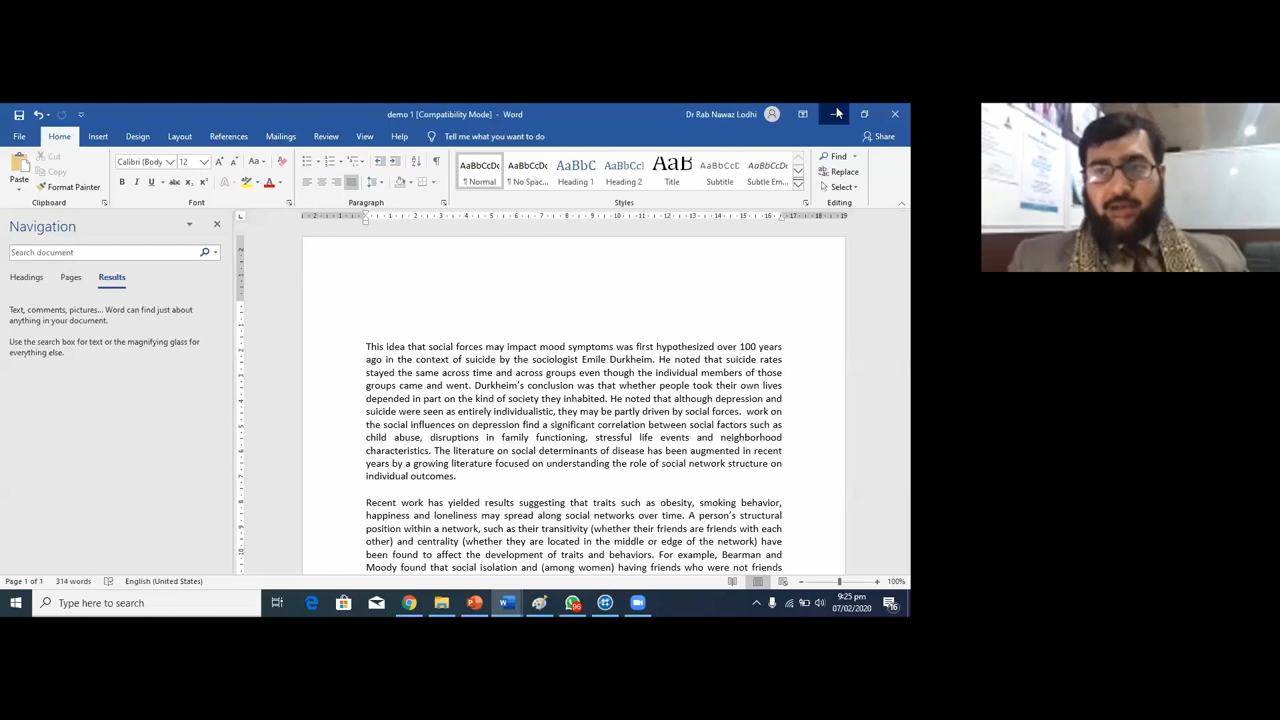 demo 1 [Compatibility Mode] - Word
Dr Rab Nawaz Lodhi
File Home Insert Design Layout References Mailings Review View Help Tell me what you want to do Share
Paste
Cut
Copy
Format Painter
Calibri (Body 12
AaBbCcDc AaBbCcDc AaBbC AaBbCc AaB AaBbCcC AaBbCcDc
¶ Normal ¶ No Spac... Heading 1 Heading 2 Title Subtitle Subtle Em...
Find
Replace
Select
Clipboard Font Paragraph Styles Editing
Navigation
Search document
Headings Pages Results
Text, comments, pictures... Word can find just about
anything in your document.
Use the search box for text or the magnifying glass for
everything else.
This idea that social forces may impact mood symptoms was first hypothesized over 100 years
ago in the context of suicide by the sociologist Emile Durkheim. He noted that suicide rates
stayed the same across time and across groups even though the individual members of those
groups came and went. Durkheim's conclusion was that whether people took their own lives
depended in part on the kind of society they inhabited. He noted that although depression and
suicide were seen as entirely individualistic, they may be partly driven by social forces. work on
the social influences on depression find a significant correlation between social factors such as
child abuse, disruptions in family functioning, stressful life events and neighborhood
characteristics. The literature on social determinants of disease has been augmented in recent
years by a growing literature focused on understanding the role of social network structure on
individual outcomes.
Recent work has yielded results suggesting that traits such as obesity, smoking behavior,
happiness and loneliness may spread along social networks over time. A person's structural
position within a network, such as their transitivity (whether their friends are friends with each
other) and centrality (whether they are located in the middle or edge of the network) have
been found to affect the development of traits and behaviors. For example, Bearman and
Moody found that social isolation and (among women) having friends who were not friends
Page 1 of 1 314 words English (United States) 100%
Type here to search
96
9:25 pm
07/02/2020
16